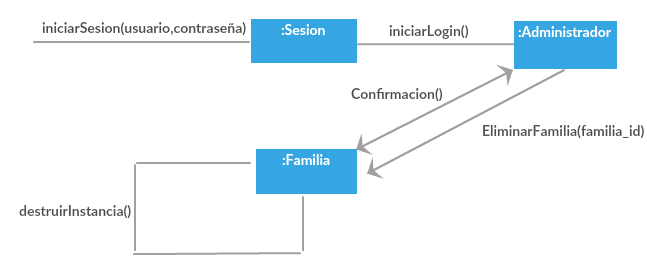 iniciarSesion(usuario,contraseña)
:Sesion
iniciarLogin()
:Administrador
Confirmacion()
EliminarFamilia(familia_id)
:Familia
destruirInstancia()